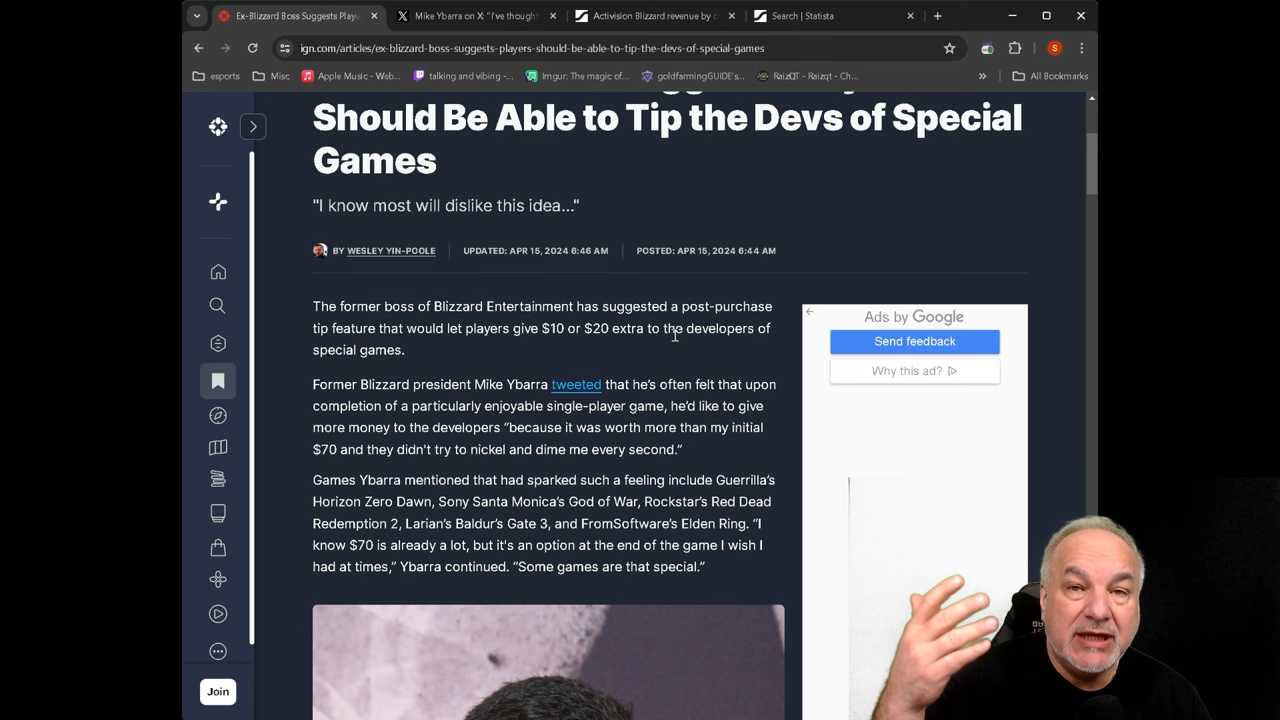 Ex-Blizzard Boss Suggests Playe
Mike Ybarra on X: "I've though
Activision Blizzard revenue by
Search | Statista
ign.com/articles/ex-blizzard-boss-suggests-players-should-be-able-to-tip-the-devs-of-special-games
S
esports
Misc
Apple Music - Web...
talking and vibing -...
Imgur: The magic of...
goldfarmingGUIDE's...
RaizQT - Raizqt - Ch...
All Bookmarks
Should Be Able to Tip the Devs of Special
Games
"I know most will dislike this idea..."
BY WESLEY YIN-POOLE
UPDATED: APR 15, 2024 6:46 AM
POSTED: APR 15, 2024 6:44 AM
The former boss of Blizzard Entertainment has suggested a post-purchase
tip feature that would let players give $10 or $20 extra to the developers of
special games.
Former Blizzard president Mike Ybarra tweeted that he's often felt that upon
completion of a particularly enjoyable single-player game, he'd like to give
more money to the developers “because it was worth more than my initial
$70 and they didn't try to nickel and dime me every second.”
Games Ybarra mentioned that had sparked such a feeling include Guerrilla's
Horizon Zero Dawn, Sony Santa Monica's God of War, Rockstar's Red Dead
Redemption 2, Larian's Baldur's Gate 3, and FromSoftware's Elden Ring. “I
know $70 is already a lot, but it's an option at the end of the game I wish I
had at times,” Ybarra continued. “Some games are that special.”
Ads by Google
Send feedback
Why this ad?
Join